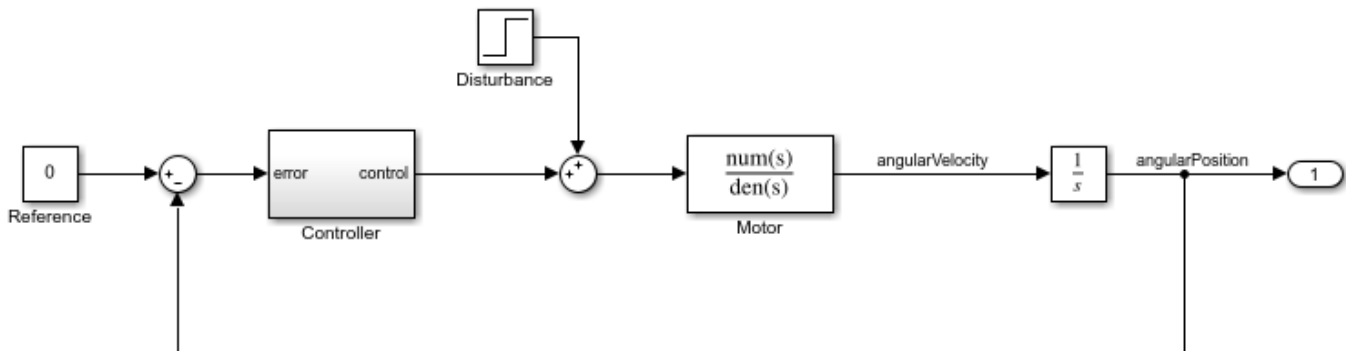 Disturbance
0
Reference
+
−
error
control
Controller
+
+
num(s)
den(s)
Motor
angularVelocity
1
s
angularPosition
1